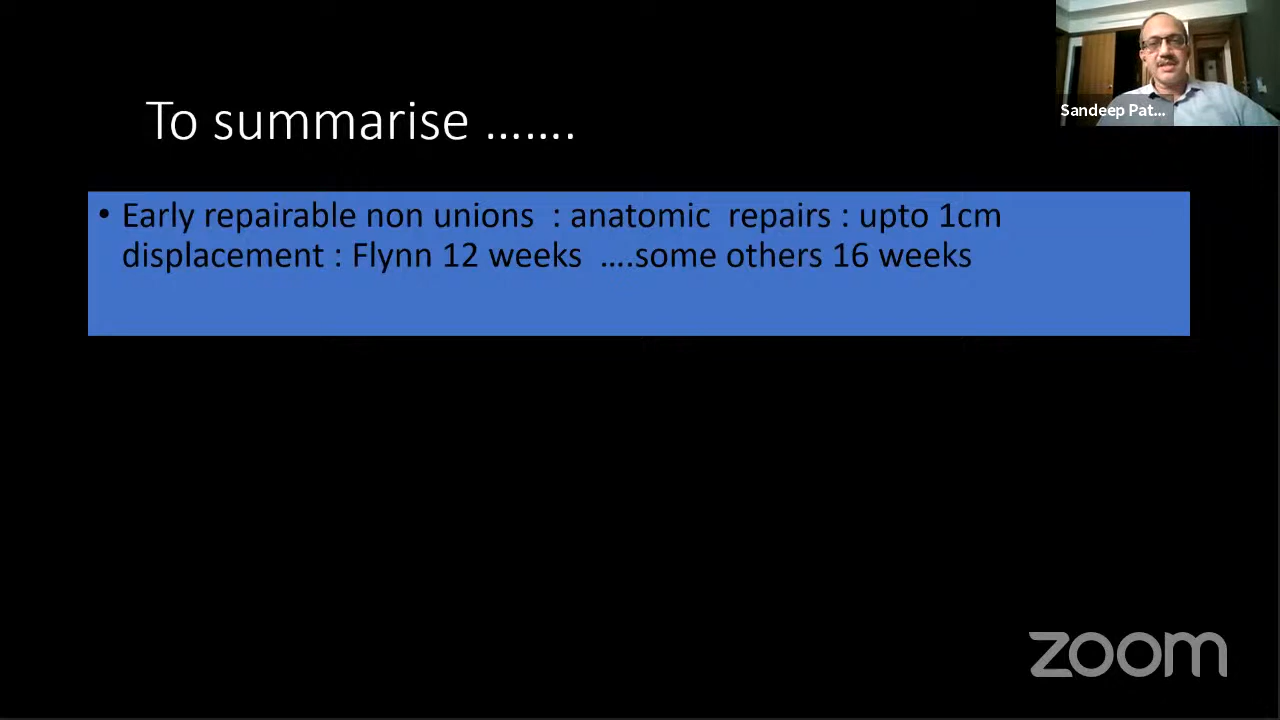 Sandeep Pat...
To summarise .......
• Early repairable non unions : anatomic repairs : upto 1cm
displacement : Flynn 12 weeks ....some others 16 weeks
zoom